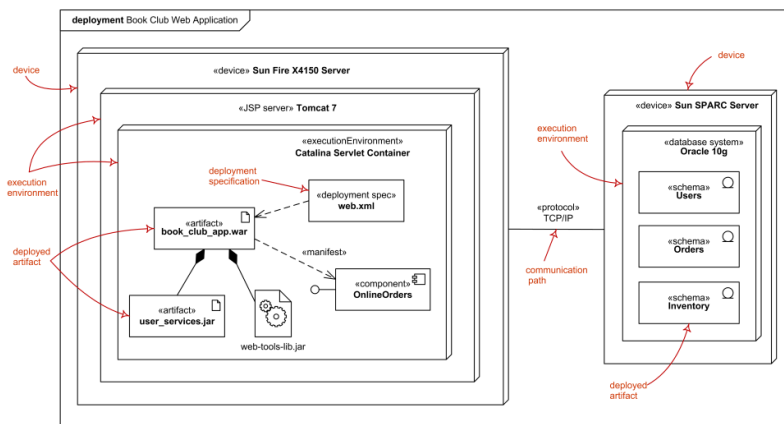 deployment Book Club Web Application
device
«device» Sun Fire X4150 Server
«JSP server» Tomcat 7
«executionEnvironment»
Catalina Servlet Container
execution
environment
deployment
specification
«deployment spec»
web.xml
«artifact»
book_club_app.war
deployed
artifact
«manifest»
«component»
OnlineOrders
«artifact»
user_services.jar
web-tools-lib.jar
«protocol»
TCP/IP
communication
path
device
«device» Sun SPARC Server
execution
environment
«database system»
Oracle 10g
«schema»
Users
«schema»
Orders
«schema»
Inventory
deployed
artifact